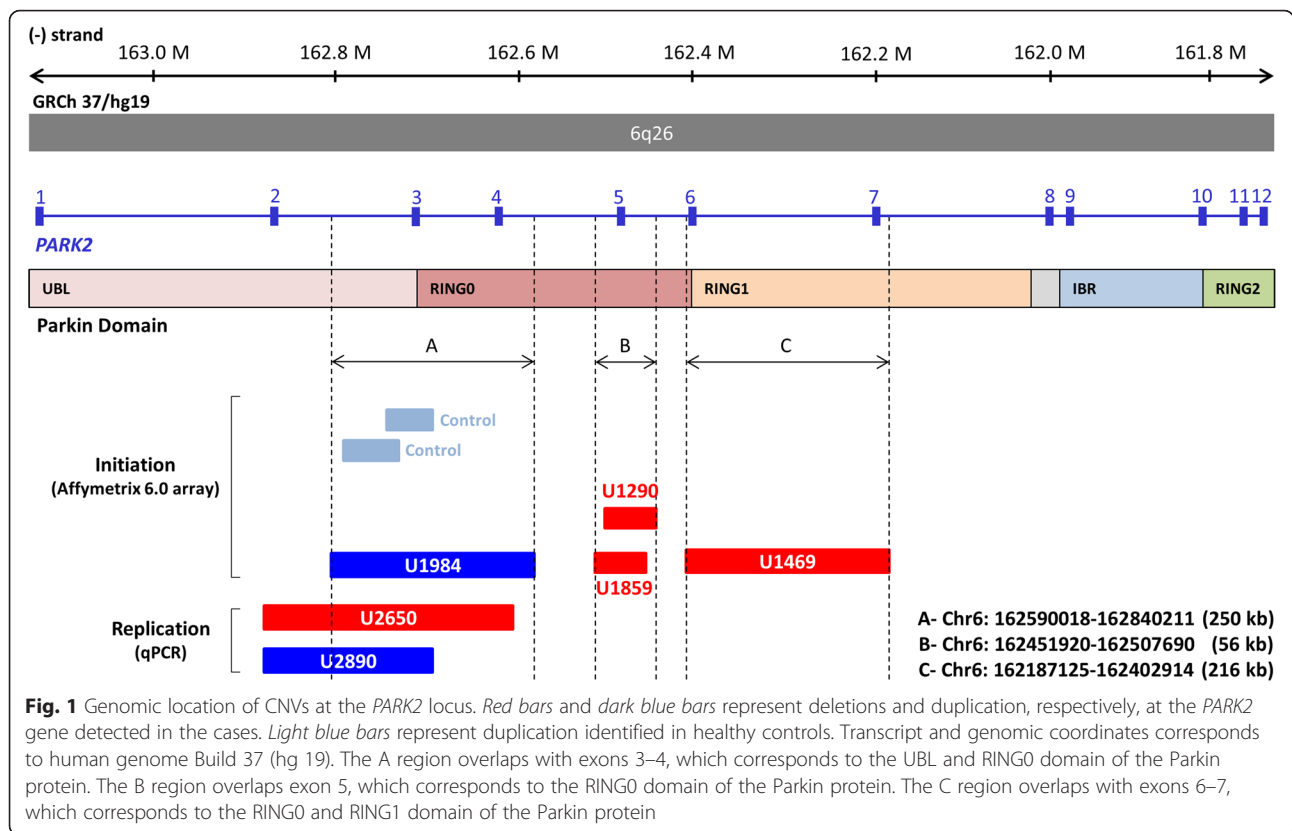 (-) strand
163.0 M 162.8 M 162.6 M 162.4 M 162.2 M 162.0 M 161.8 M
GRCh 37/hg19
6q26
1 2 3 4 5 6 7 8 9 10 11 12
PARK2
UBL RING0 RING1 IBR RING2
Parkin Domain
A B C
Control
Control
Initiation
(Affymetrix 6.0 array)
U1290
U1984 U1469
U1859
U2650
Replication
(qPCR)
U2890
A- Chr6: 162590018-162840211 (250 kb)
B- Chr6: 162451920-162507690 (56 kb)
C- Chr6: 162187125-162402914 (216 kb)
Fig. 1 Genomic location of CNVs at the PARK2 locus. Red bars and dark blue bars represent deletions and duplication, respectively, at the PARK2
gene detected in the cases. Light blue bars represent duplication identified in healthy controls. Transcript and genomic coordinates corresponds
to human genome Build 37 (hg 19). The A region overlaps with exons 3–4, which corresponds to the UBL and RING0 domain of the Parkin
protein. The B region overlaps exon 5, which corresponds to the RING0 domain of the Parkin protein. The C region overlaps with exons 6–7,
which corresponds to the RING0 and RING1 domain of the Parkin protein